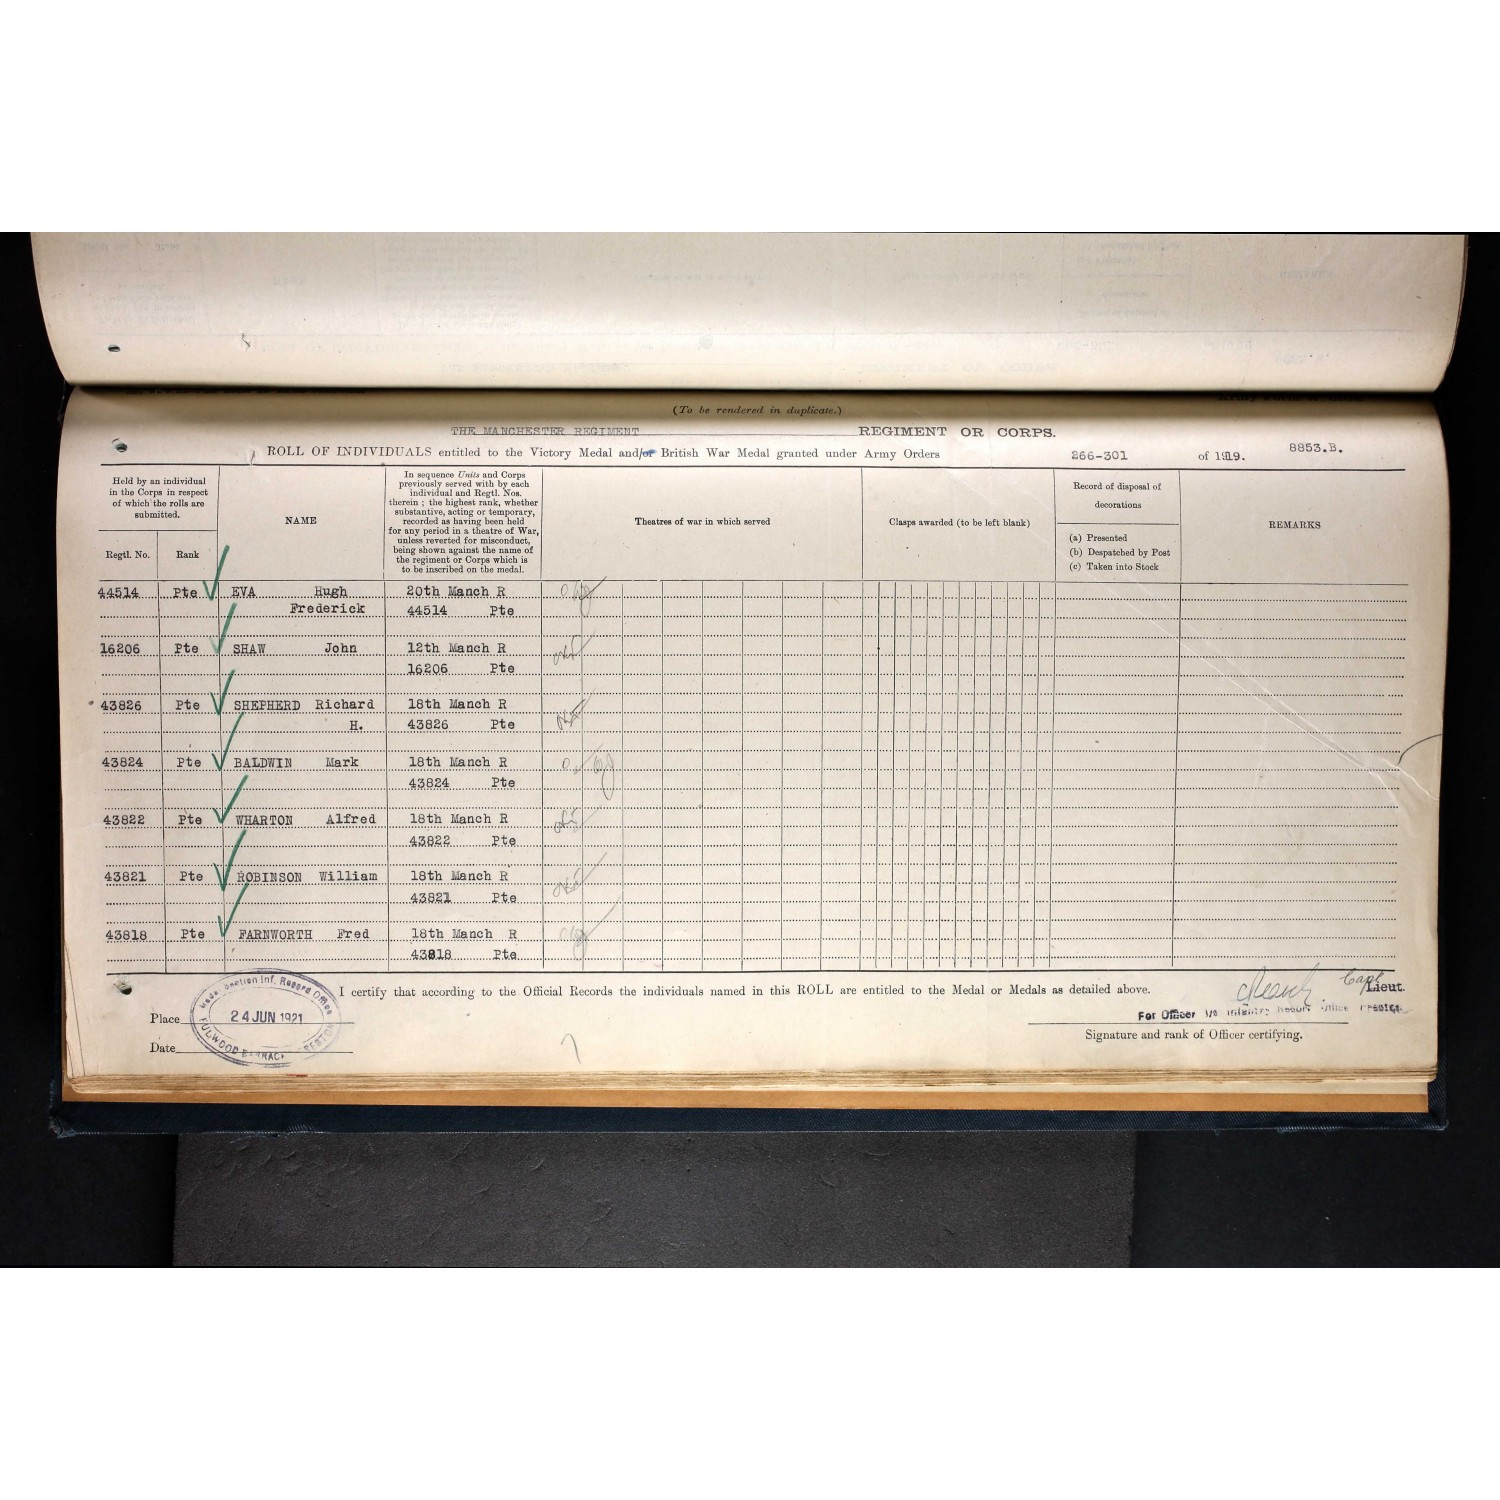 (To be rendered in duplicate.)
THE MANCHESTER REGIMENT REGIMENT OR CORPS.
ROLL OF INDIVIDUALS entitled to the Victory Medal and/or British War Medal granted under Army Orders 266-301 of 1919. 8853.B.
Held by an individual
in the Corps in respect
of which the rolls are
submitted.
Regtl. No.
Rank
NAME
In sequence Units and Corps
previously served with by each
individual and Regtl. Nos.
therein ; the highest rank, whether
substantive, acting or temporary,
recorded as having been held
for any period in a theatre of War,
unless reverted for misconduct,
being shown against the name of
the regiment or Corps which is
to be inscribed on the medal.
Theatres of war in which served
Clasps awarded (to be left blank)
Record of disposal of
decorations
(a) Presented
(b) Despatched by Post
(c) Taken into Stock
REMARKS
44514 Pte EVA Hugh 20th Manch R
Frederick 44514 Pte
16206 Pte SHAW John 12th Manch R
16206 Pte
43826 Pte SHEPHERD Richard 18th Manch R
H. 43826 Pte
43824 Pte BALDWIN Mark 18th Manch R
43824 Pte
43822 Pte WHARTON Alfred 18th Manch R
43822 Pte
43821 Pte ROBINSON William 18th Manch R
43821 Pte
43818 Pte FARNWORTH Fred 18th Manch R
43818 Pte
I certify that according to the Official Records the individuals named in this ROLL are entitled to the Medal or Medals as detailed above.
Capt Lieut.
Place
Date
Section Inf. Record Office
24 JUN 1921
FULWOOD BARRACKS PRESTON
For Officer i/c Infantry Record Office Preston
Signature and rank of Officer certifying.